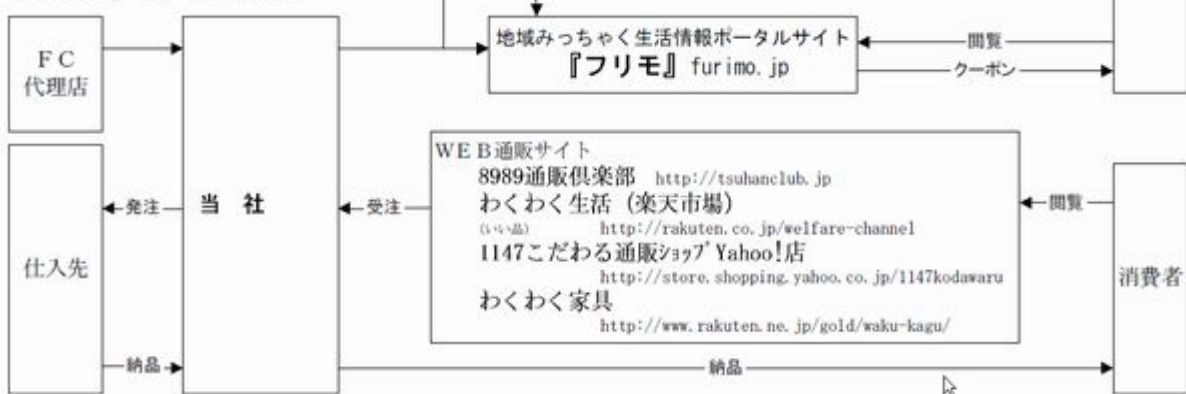 ＦＣ
代理店
地域みっちゃく生活情報ポータルサイト
『フリモ』furimo.jp
閲覧
クーポン
ＷＥＢ通販サイト
8989通販倶楽部 http://tsuhanclub.jp
わくわく生活（楽天市場）
(いい品) http://rakuten.co.jp/welfare-channel
1147こだわる通販ｼｮｯﾌﾟYahoo!店
http://store.shopping.yahoo.co.jp/1147kodawaru
わくわく家具
http://www.rakuten.ne.jp/gold/waku-kagu/
発注
当 社
受注
閲覧
仕入先
消費者
納品
納品